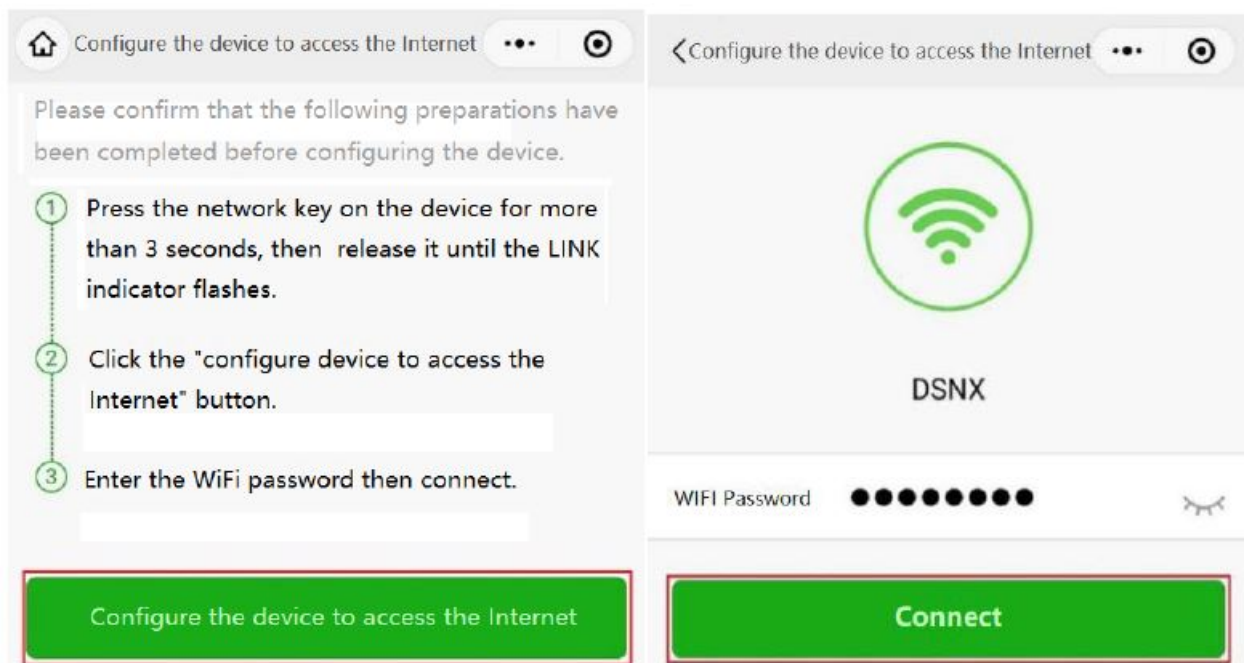 Configure the device to access the Internet
Please confirm that the following preparations have
been completed before configuring the device.
1 Press the network key on the device for more
than 3 seconds, then release it until the LINK
indicator flashes.
2 Click the "configure device to access the
Internet" button.
3 Enter the WiFi password then connect.
Configure the device to access the Internet
Configure the device to access the Internet
DSNX
WIFI Password
Connect